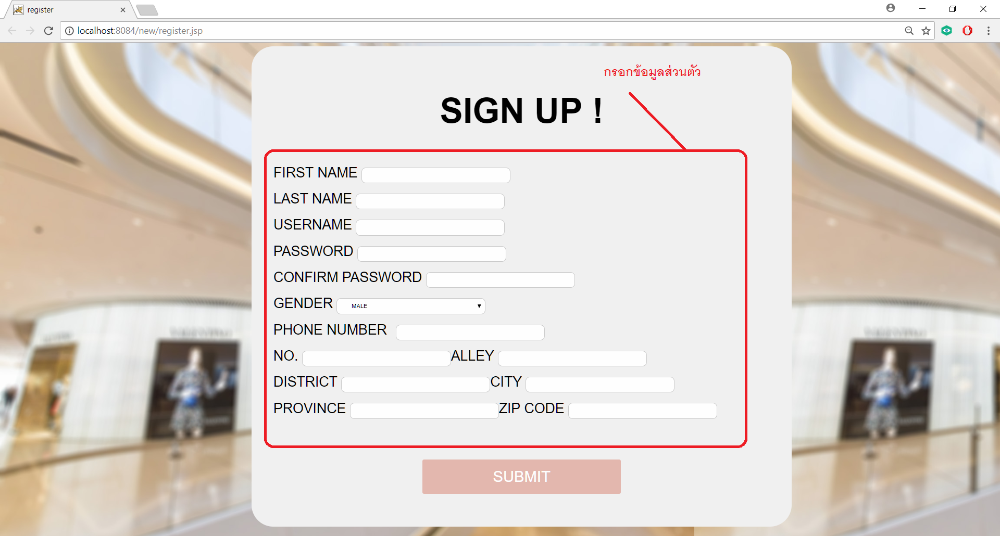 register
localhost:8084/new/register.jsp
กรอกข้อมูลส่วนตัว
SIGN UP !
FIRST NAME
LAST NAME
USERNAME
PASSWORD
CONFIRM PASSWORD
GENDER MALE
PHONE NUMBER
NO. ALLEY
DISTRICT CITY
PROVINCE ZIP CODE
SUBMIT